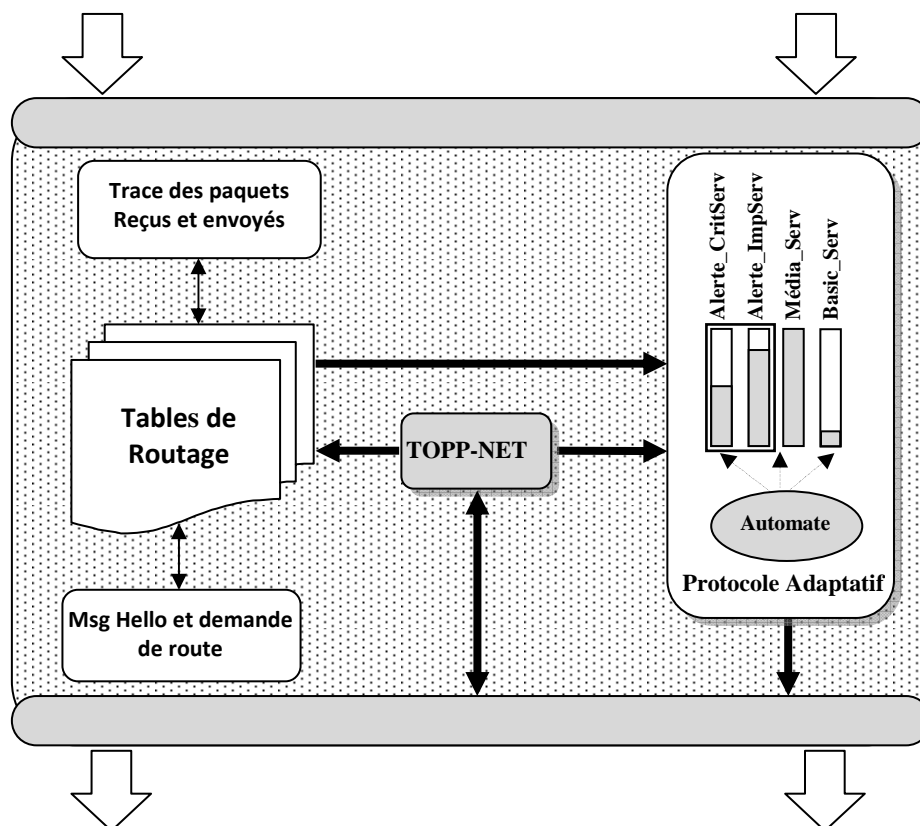 Trace des paquets
Reçus et envoyés
Alerte_CritServ
Alerte_ImpServ
Média_Serv
Basic_Serv
Tables de
Routage
TOPP-NET
Automate
Protocole Adaptatif
Msg Hello et demande
de route